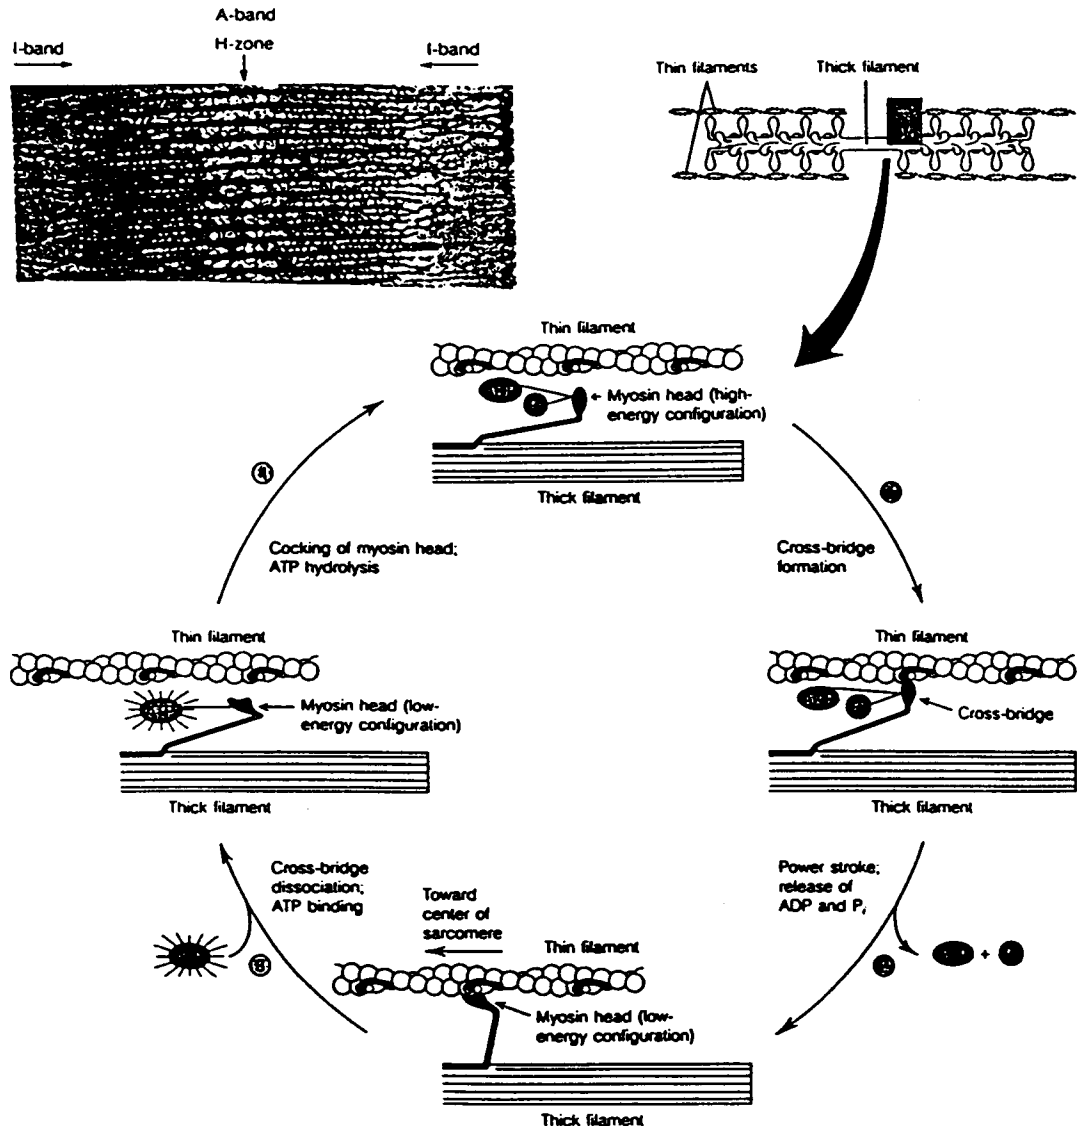 A-band
H-zone
I-band
I-band
Thin filaments
Thick filament
Thin filament
Myosin head (high-
energy configuration)
Thick filament
Cocking of myosin head;
ATP hydrolysis
Cross-bridge
formation
Thin filament
Myosin head (low-
energy configuration)
Thick filament
Thin filament
Cross-bridge
Thick filament
Cross-bridge
dissociation;
ATP binding
Power stroke;
release of
ADP and Pi
+
Toward
center of
sarcomere
Thin filament
Myosin head (low-
energy configuration)
Thick filament